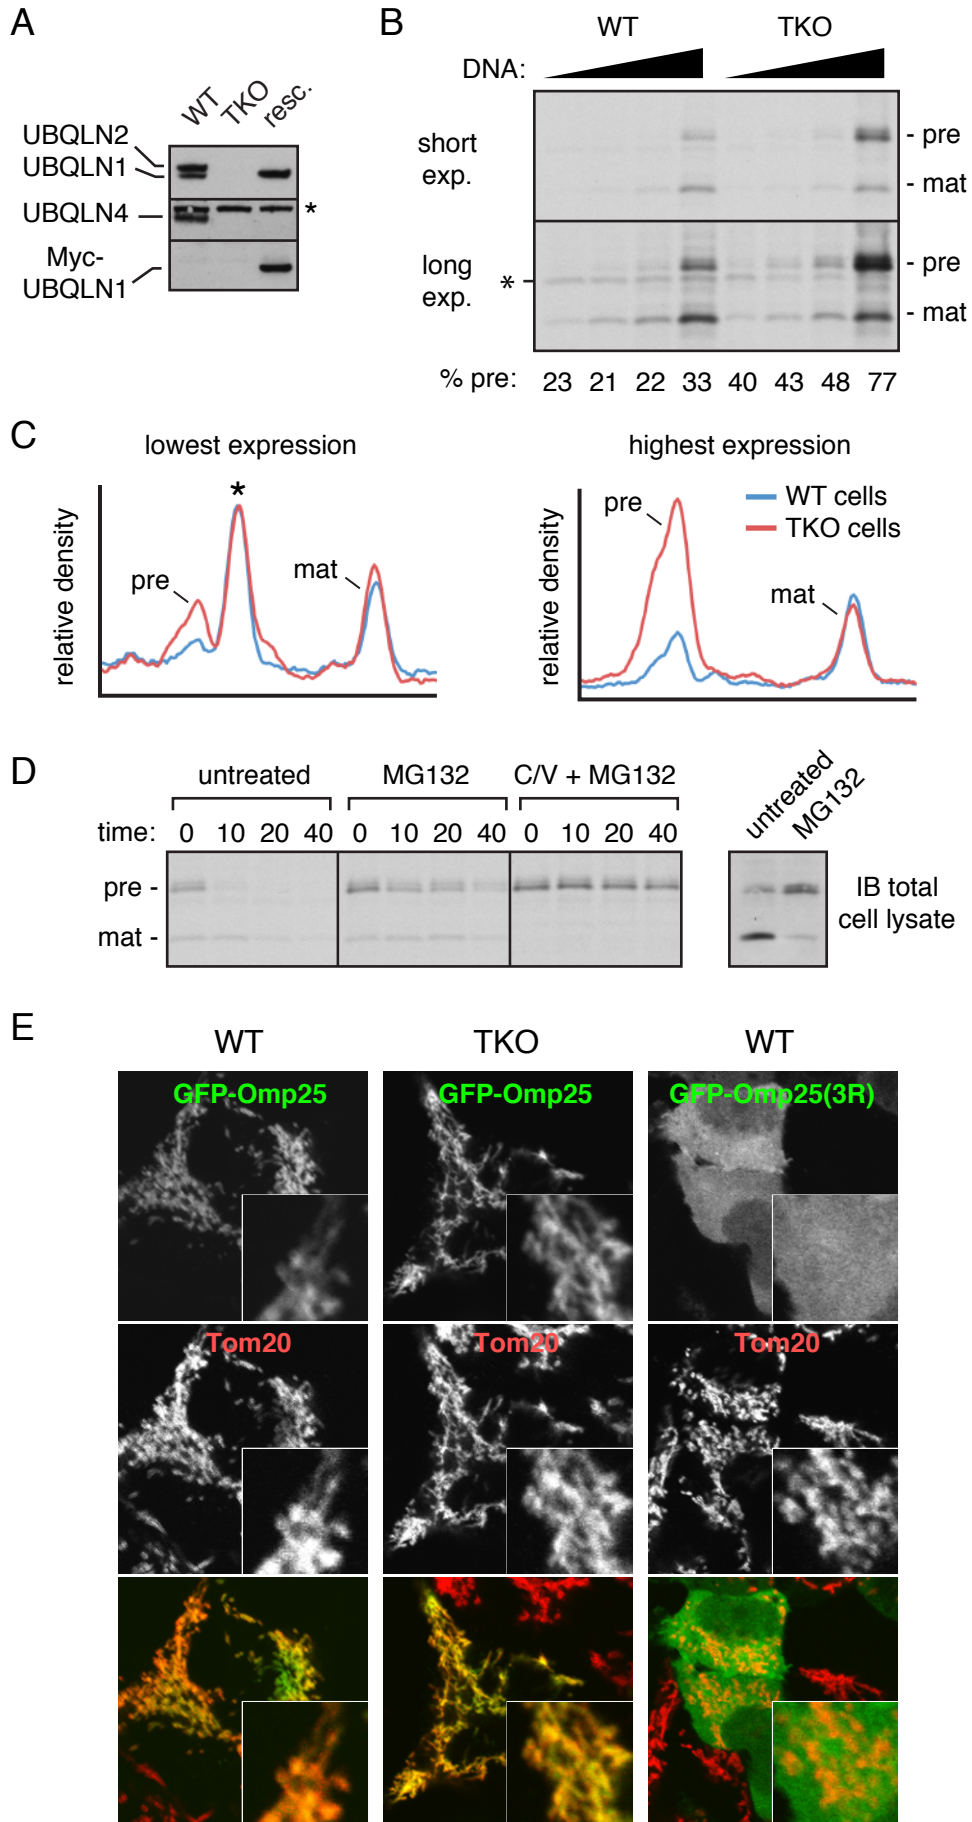 A
WT TKO resc.
UBQLN2
UBQLN1
UBQLN4
*
Myc-
UBQLN1
B
WT TKO
DNA:
short
exp.
- pre
- mat
long
exp.
*
- pre
- mat
% pre: 23 21 22 33 40 43 48 77
C
lowest expression
highest expression
relative density
pre
*
mat
relative density
pre
mat
WT cells
TKO cells
D
untreated MG132 C/V + MG132
untreated MG132
time: 0 10 20 40 0 10 20 40 0 10 20 40
pre -
mat -
IB total
cell lysate
E
WT TKO WT
GFP-Omp25 GFP-Omp25 GFP-Omp25(3R)
Tom20 Tom20 Tom20